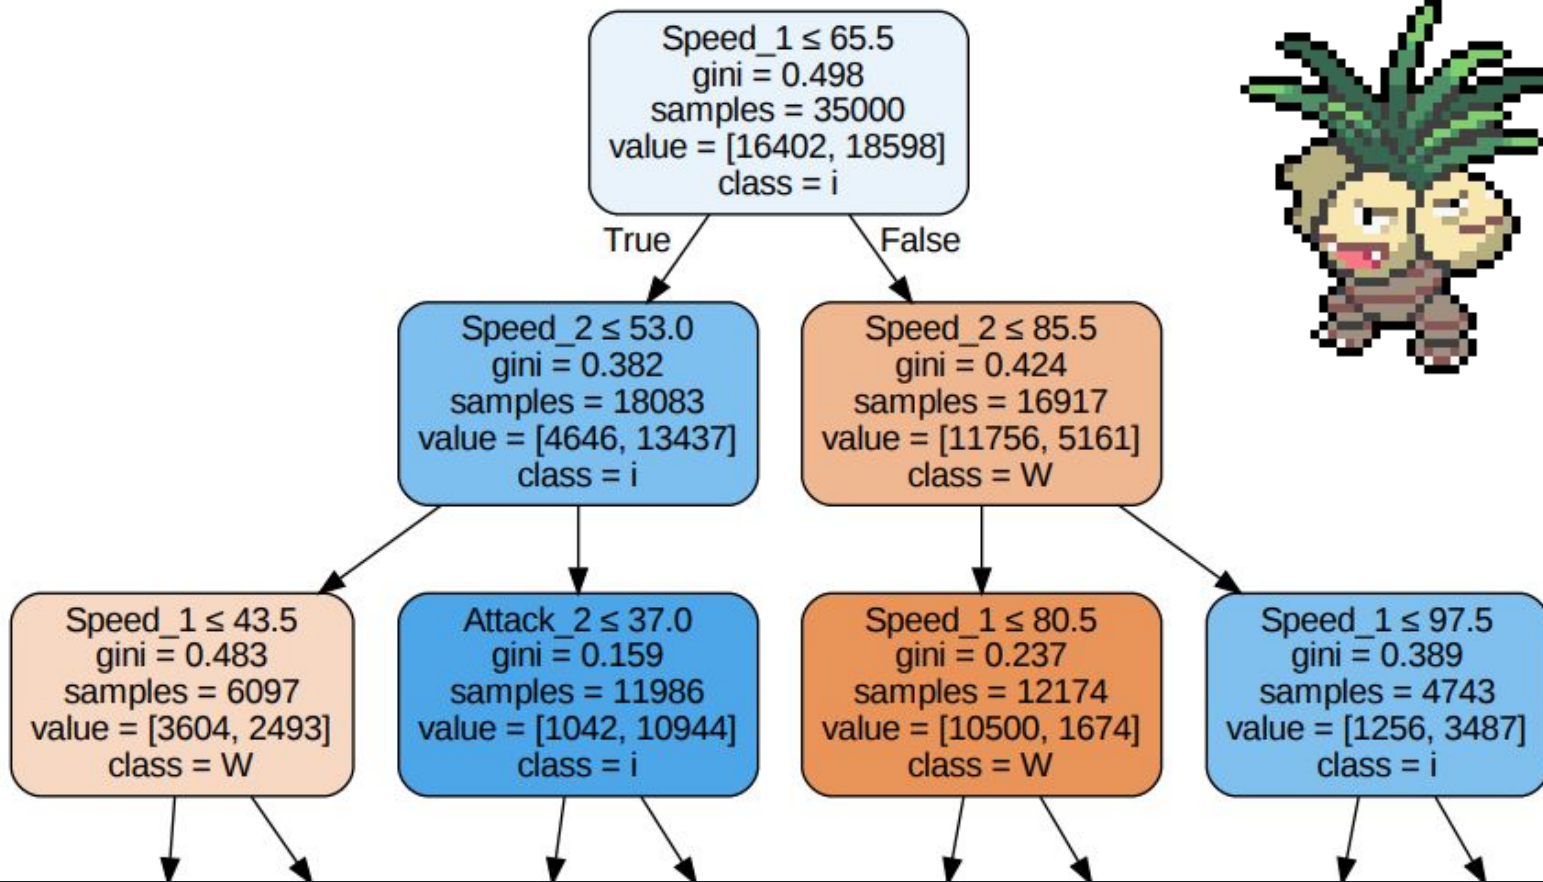 Speed_1 ≤ 65.5
gini = 0.498
samples = 35000
value = [16402, 18598]
class = i
True
False
Speed_2 ≤ 53.0
gini = 0.382
samples = 18083
value = [4646, 13437]
class = i
Speed_2 ≤ 85.5
gini = 0.424
samples = 16917
value = [11756, 5161]
class = W
Speed_1 ≤ 43.5
gini = 0.483
samples = 6097
value = [3604, 2493]
class = W
Attack_2 ≤ 37.0
gini = 0.159
samples = 11986
value = [1042, 10944]
class = i
Speed_1 ≤ 80.5
gini = 0.237
samples = 12174
value = [10500, 1674]
class = W
Speed_1 ≤ 97.5
gini = 0.389
samples = 4743
value = [1256, 3487]
class = i